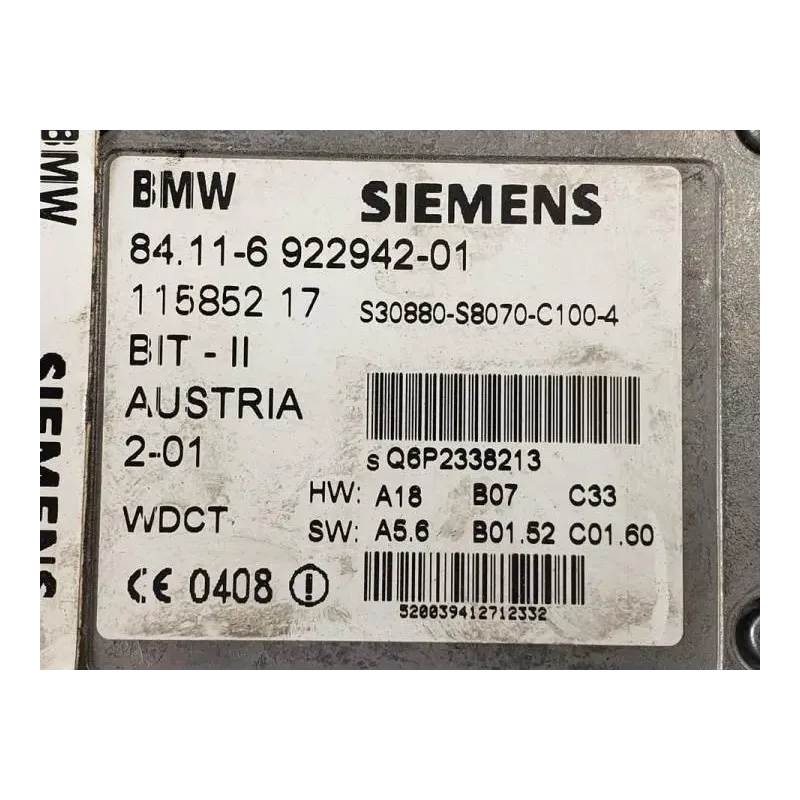 BMW
SIEMENS
BMW SIEMENS
84.11-6 922942-01
115852 17 S30880-S8070-C100-4
BIT - II
AUSTRIA
2-01
s Q6P2338213
HW: A18 B07 C33
WDCT SW: A5.6 B01.52 C01.60
CE 0408
520039412712332